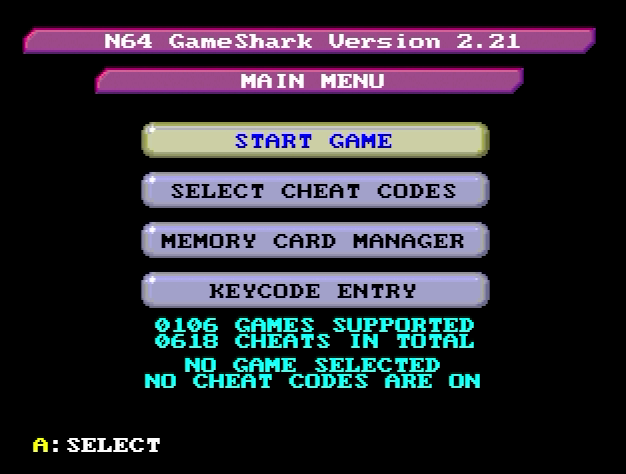 N64 GameShark Version 2.21
MAIN MENU
START GAME
SELECT CHEAT CODES
MEMORY CARD MANAGER
KEYCODE ENTRY
0106 GAMES SUPPORTED
0618 CHEATS IN TOTAL
NO GAME SELECTED
NO CHEAT CODES ARE ON
A:SELECT